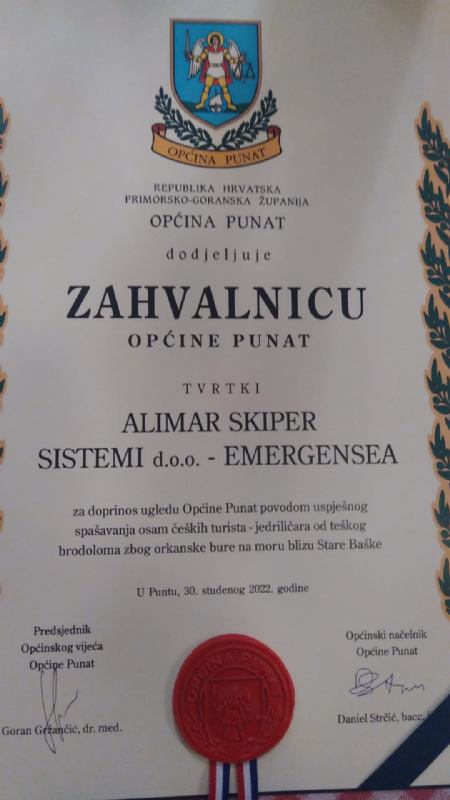 OPĆINA PUNAT
REPUBLIKA HRVATSKA
PRIMORSKO-GORANSKA ŽUPANIJA
OPĆINA PUNAT
dodjeljuje
ZAHVALNICU
OPĆINE PUNAT
TVRTKI
ALIMAR SKIPER
SISTEMI d.o.o. - EMERGENSEA
za doprinos ugledu Općine Punat povodom uspješnog
spašavanja osam čeških turista - jedriličara od teškog
brodoloma zbog orkanske bure na moru blizu Stare Baške
U Puntu, 30. studenog 2022. godine
Predsjednik
Općinskog vijeća
Općine Punat
Goran Gržančić, dr. med.
Općinski načelnik
Općine Punat
Daniel Strčić, bacc.
OPĆINA PUNAT